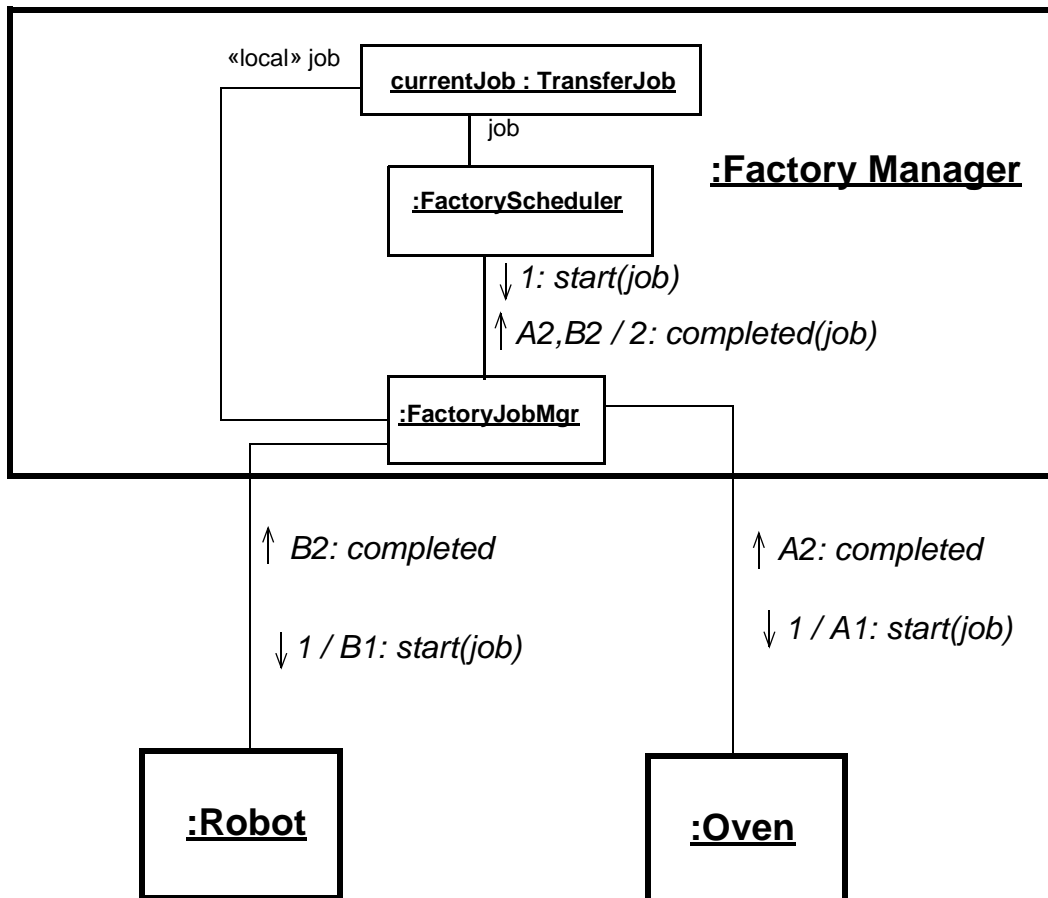 «local» job
currentJob : TransferJob
job
:Factory Manager
:FactoryScheduler
1: start(job)
A2,B2 / 2: completed(job)
:FactoryJobMgr
B2: completed
A2: completed
1 / B1: start(job)
1 / A1: start(job)
:Robot
:Oven